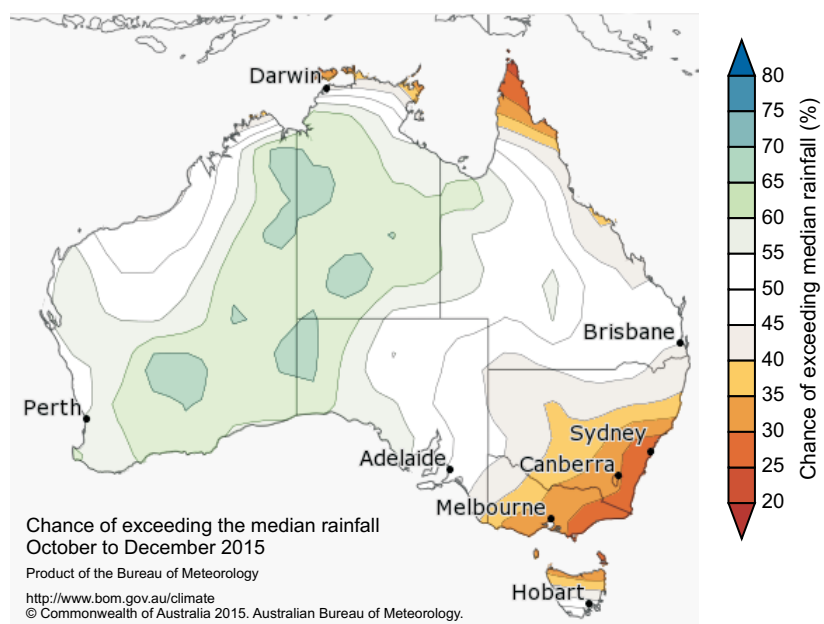 Darwin
Brisbane
Perth
Sydney
Adelaide
Canberra
Melbourne
Hobart
Chance of exceeding the median rainfall
October to December 2015
Product of the Bureau of Meteorology
http://www.bom.gov.au/climate
© Commonwealth of Australia 2015. Australian Bureau of Meteorology.
80
75
70
65
60
55
50
45
40
35
30
25
20
Chance of exceeding median rainfall (%)